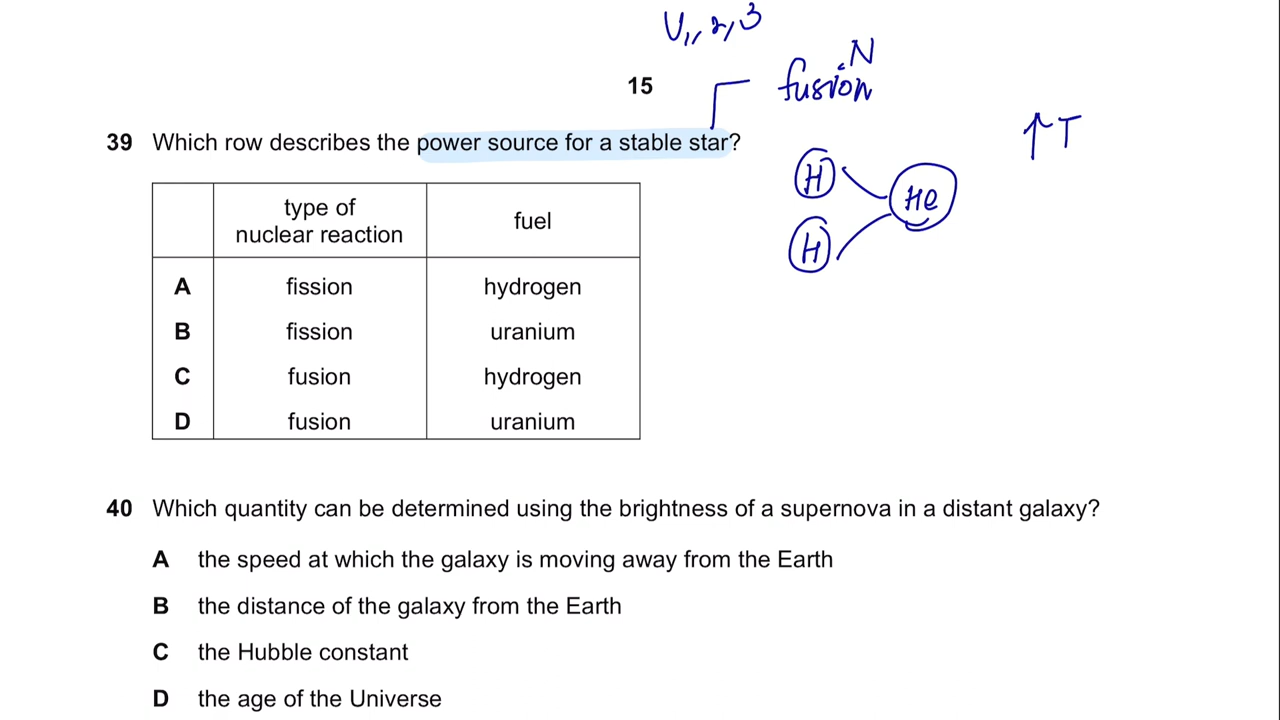 U1, 2, 3
15
fusion N
39 Which row describes the power source for a stable star?
↑T
H
He
H
type of nuclear reaction fuel
A fission hydrogen
B fission uranium
C fusion hydrogen
D fusion uranium
40 Which quantity can be determined using the brightness of a supernova in a distant galaxy?
A the speed at which the galaxy is moving away from the Earth
B the distance of the galaxy from the Earth
C the Hubble constant
D the age of the Universe